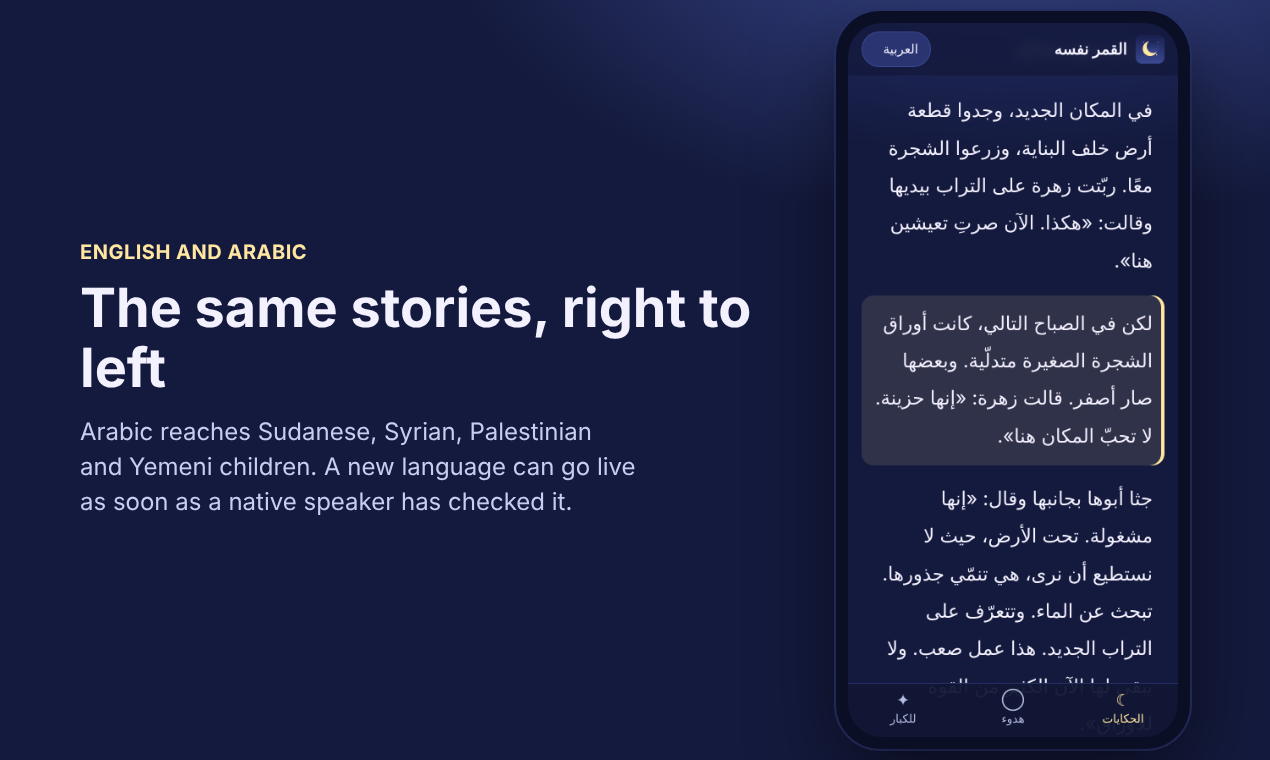 ENGLISH AND ARABIC
The same stories, right to
left
Arabic reaches Sudanese, Syrian, Palestinian
and Yemeni children. A new language can go live
as soon as a native speaker has checked it.
القمر نفسه
العربية
في المكان الجديد، وجدوا قطعة
أرض خلف البناية، وزرعوا الشجرة
معًا. ربّتت زهرة على التراب بيديها
وقالت: «هكذا. الآن صرتِ تعيشين
هنا».
لكن في الصباح التالي، كانت أوراق
الشجرة الصغيرة متدلّية. وبعضها
صار أصفر. قالت زهرة: «إنها حزينة.
لا تحبّ المكان هنا».
جثا أبوها بجانبها وقال: «إنها
مشغولة. تحت الأرض، حيث لا
نستطيع أن نرى، هي تنمّي جذورها.
تبحث عن الماء. وتتعرّف على
التراب الجديد. هذا عمل صعب. ولا
لها الآن من القوة
للأوراق».
الحكايات
هدوء
للكبار